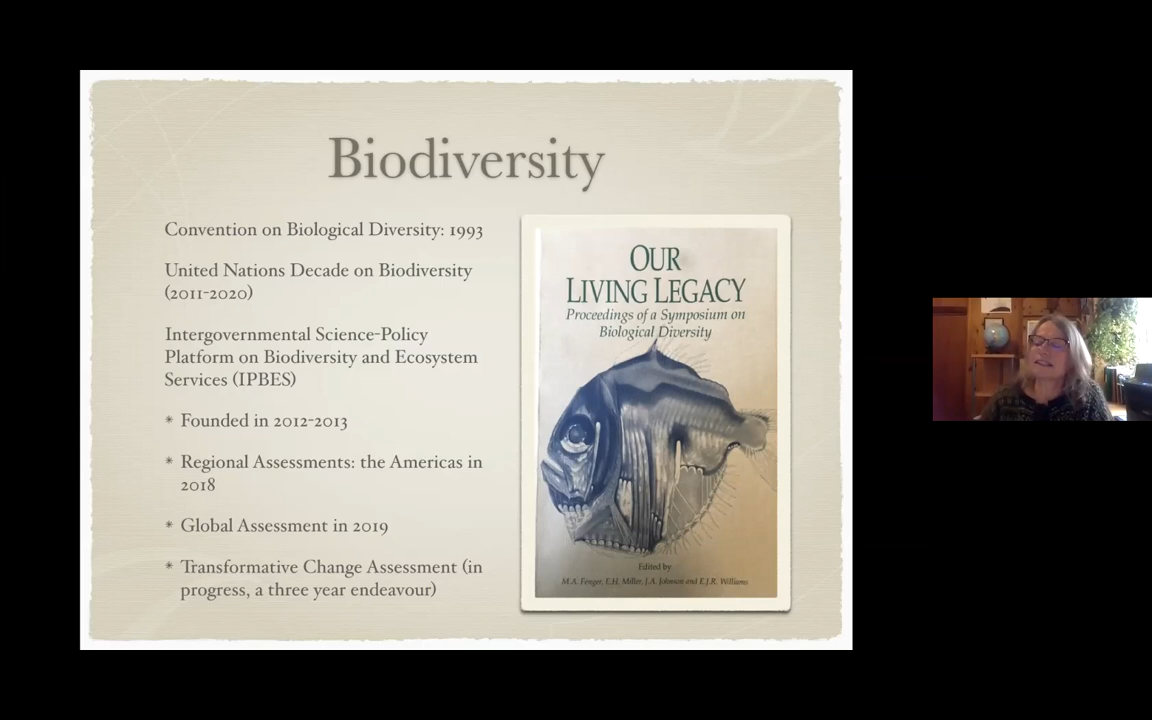 Biodiversity
Convention on Biological Diversity: 1993
United Nations Decade on Biodiversity
(2011-2020)
Intergovernmental Science-Policy
Platform on Biodiversity and Ecosystem
Services (IPBES)
* Founded in 2012-2013
* Regional Assessments: the Americas in
2018
* Global Assessment in 2019
* Transformative Change Assessment (in
progress, a three year endeavour)
OUR
LIVING LEGACY
Proceedings of a Symposium on
Biological Diversity
Edited by
M.A. Fenger, E.H. Miller, J.A. Johnson and E.J.R. Williams